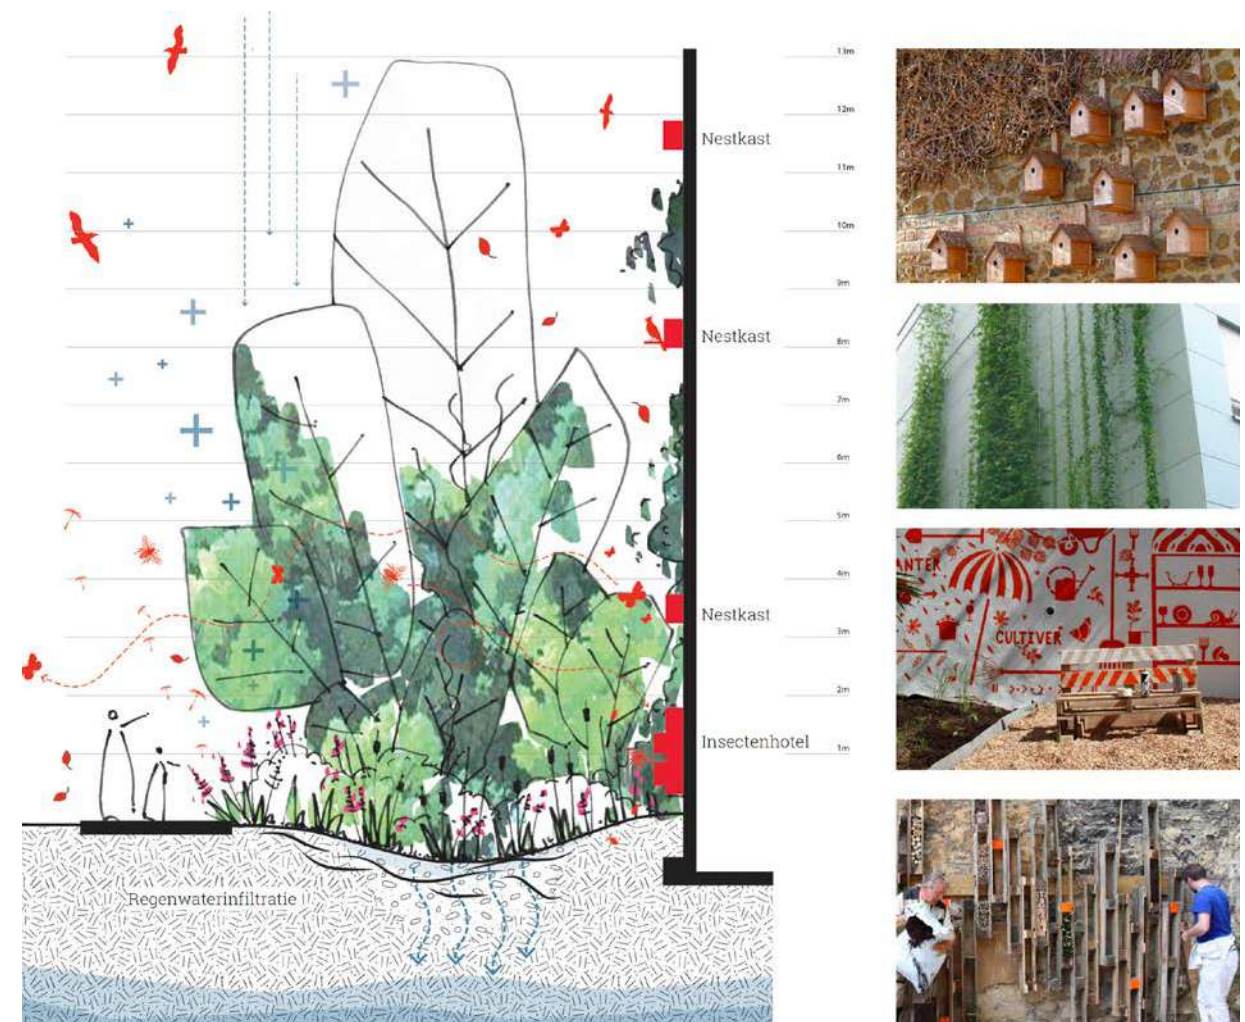 13m
12m
Nestkast
11m
10m
9m
8m
Nestkast
7m
6m
5m
4m
Nestkast
3m
2m
Insectenhotel
1m
Regenwaterinfiltratie
ANTER
CULTIVER